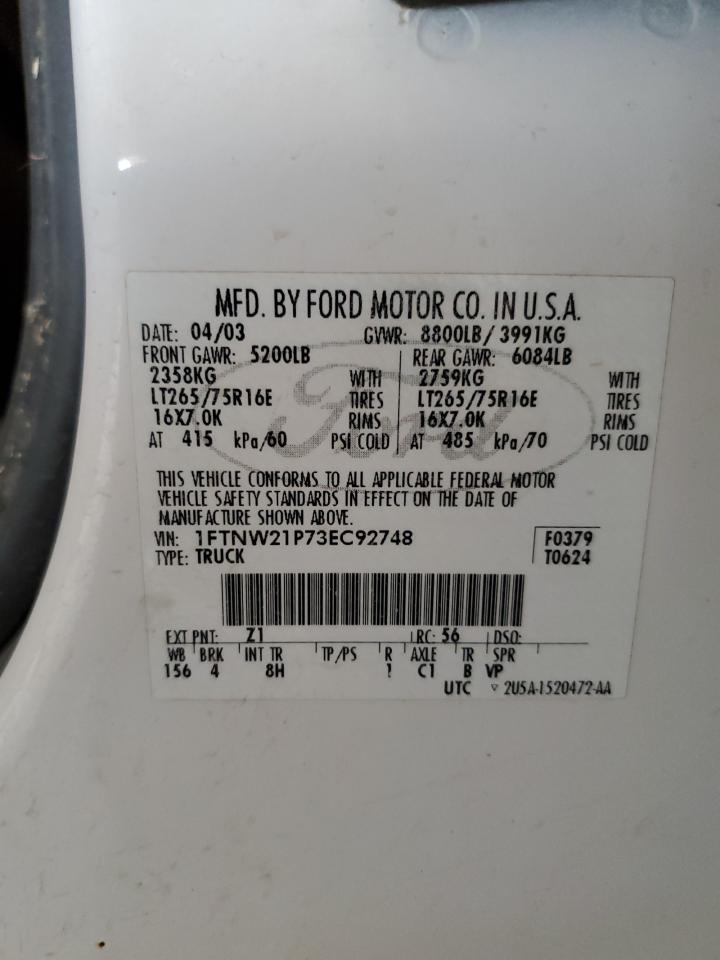 MFD. BY FORD MOTOR CO. IN U.S.A.
DATE: 04/03 GVWR: 8800LB/ 3991KG
FRONT GAWR: 5200LB REAR GAWR: 6084LB
2358KG WITH 2759KG WITH
LT265/75R16E TIRES LT265/75R16E TIRES
16X7.0K RIMS 16X7.0K RIMS
AT 415 kPa/60 PSI COLD AT 485 kPa/70 PSI COLD
Ford
THIS VEHICLE CONFORMS TO ALL APPLICABLE FEDERAL MOTOR
VEHICLE SAFETY STANDARDS IN EFFECT ON THE DATE OF
MANUFACTURE SHOWN ABOVE.
VIN: 1FTNW21P73EC92748 F0379
TYPE: TRUCK T0624
EXT PNT: Z1 RC: 56 DSO:
WB BRK INT TR TP/PS R AXLE TR SPR
156 4 8H 1 C1 B VP
UTC ▽ 2U5A-1520472-AA